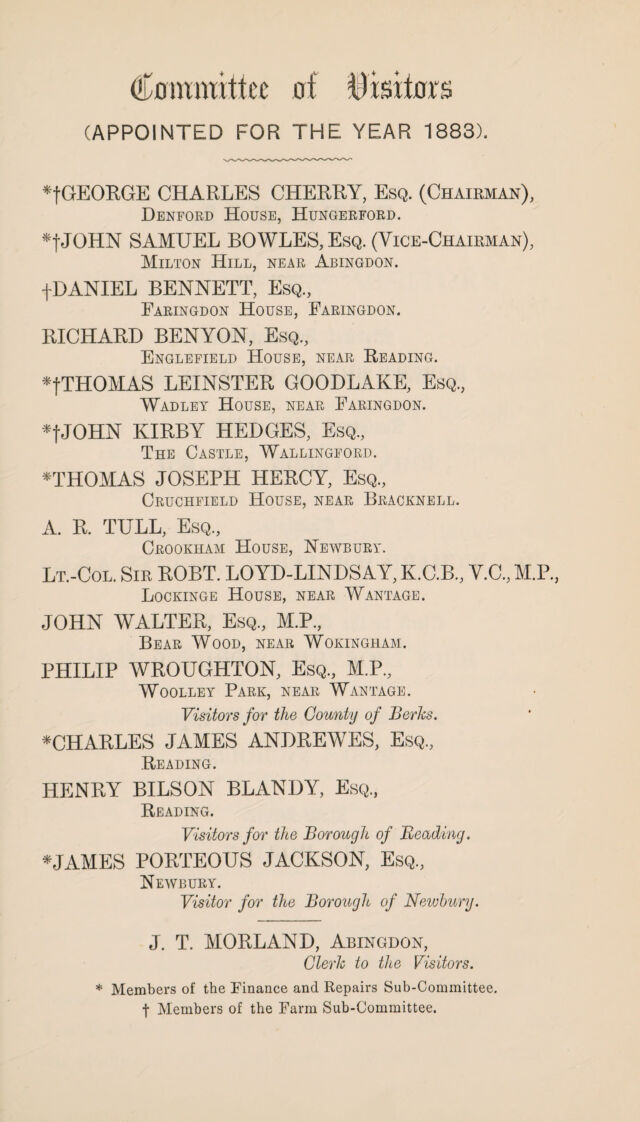 Committee of Visitors
(APPOINTED FOR THE YEAR 1883).
*†GEORGE CHARLES CHERRY, Esq. (Chairman),
Denford House, Hungerford.
*†JOHN SAMUEL BOWLES, Esq. (Vice-Chairman),
Milton Hill, near Abingdon.
†DANIEL BENNETT, Esq.,
Faringdon House, Faringdon.
RICHARD BENYON, Esq.,
Englefield House, near Reading.
*†THOMAS LEINSTER GOODLAKE, Esq.,
Wadley House, near Faringdon.
*†JOHN KIRBY HEDGES, Esq.,
The Castle, Wallingford.
*THOMAS JOSEPH HERCY, Esq.,
Cruchfield House, near Bracknell.
A. R. TULL, Esq.,
Crookham House, Newbury.
Lt.-Col. Sir ROBT. LOYD-LINDSAY, K.C.B., V.C., M.P.,
Lockinge House, near Wantage.
JOHN WALTER, Esq., M.P.,
Bear Wood, near Wokingham.
PHILIP WROUGHTON, Esq., M.P.,
Woolley Park, near Wantage.
Visitors for the County of Berks.
*CHARLES JAMES ANDREWES, Esq.,
Reading.
HENRY BILSON BLANDY, Esq.,
Reading.
Visitors for the Borough of Reading.
*JAMES PORTEOUS JACKSON, Esq.,
Newbury.
Visitor for the Borough of Newbury.
J. T. MORLAND, Abingdon,
Clerk to the Visitors.
* Members of the Finance and Repairs Sub-Committee.
† Members of the Farm Sub-Committee.